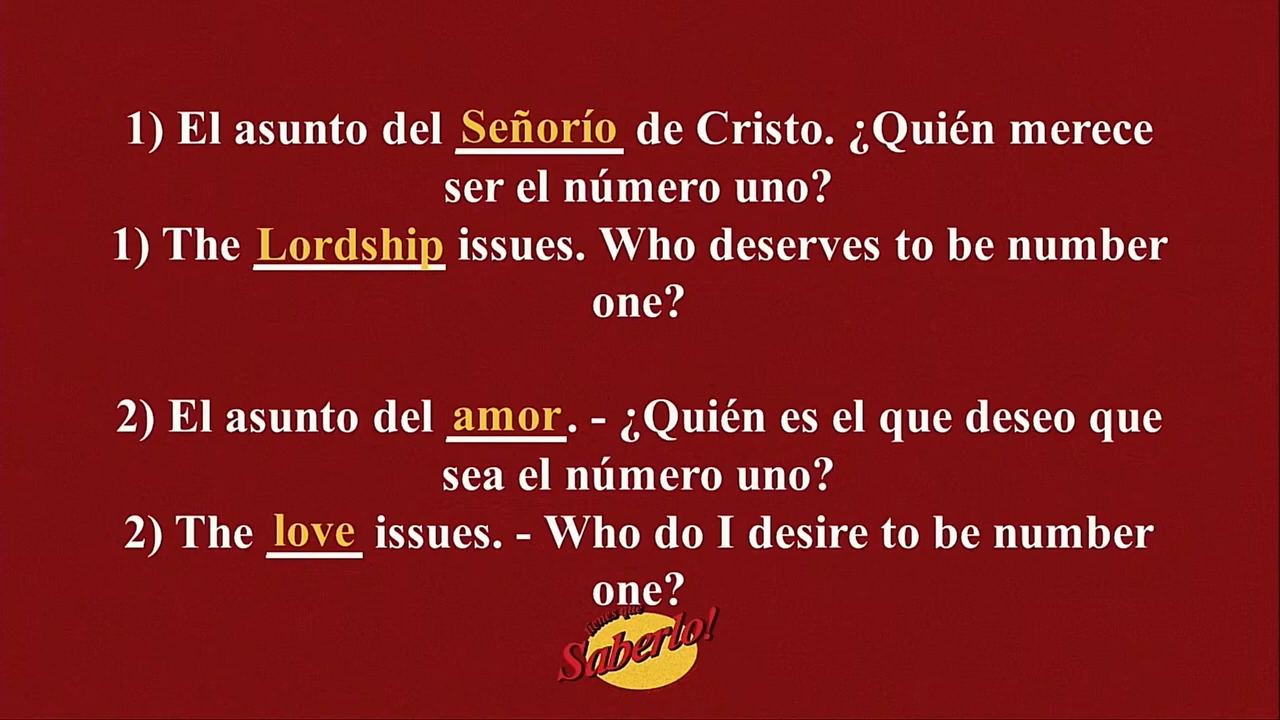 1) El asunto del Señorío de Cristo. ¿Quién merece
ser el número uno?
1) The Lordship issues. Who deserves to be number
one?
2) El asunto del amor. - ¿Quién es el que deseo que
sea el número uno?
2) The love issues. - Who do I desire to be number
one?
tienes que
Saberlo!